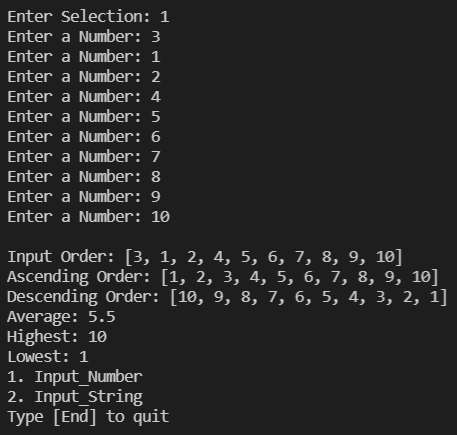 Enter Selection: 1
Enter a Number: 3
Enter a Number: 1
Enter a Number: 2
Enter a Number: 4
Enter a Number: 5
Enter a Number: 6
Enter a Number: 7
Enter a Number: 8
Enter a Number: 9
Enter a Number: 10
Input Order: [3, 1, 2, 4, 5, 6, 7, 8, 9, 10]
Ascending Order: [1, 2, 3, 4, 5, 6, 7, 8, 9, 10]
Descending Order: [10, 9, 8, 7, 6, 5, 4, 3, 2, 1]
Average: 5.5
Highest: 10
Lowest: 1
1. Input_Number
2. Input_String
Type [End] to quit